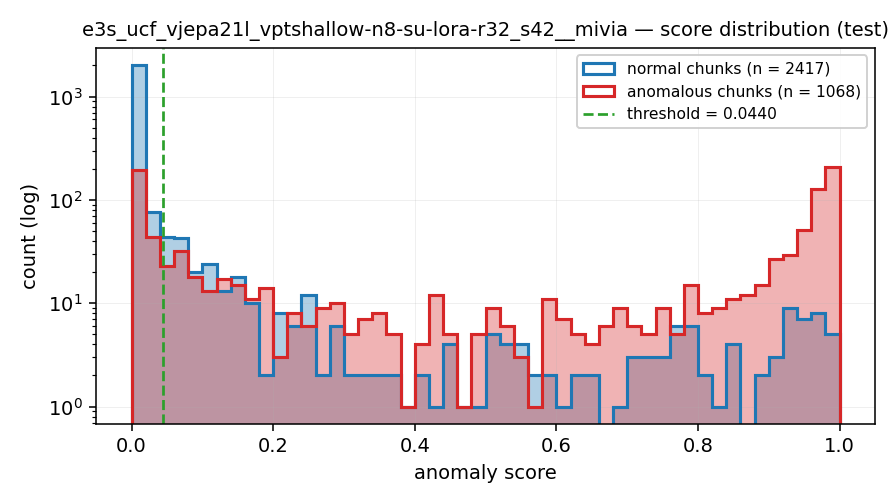 e3s_ucf_vjepa21l_vptshallow-n8-su-lora-r32_s42__mivia — score distribution (test)
normal chunks (n = 2417)
anomalous chunks (n = 1068)
threshold = 0.0440
count (log)
10³
10²
10¹
10⁰
0.0 0.2 0.4 0.6 0.8 1.0
anomaly score